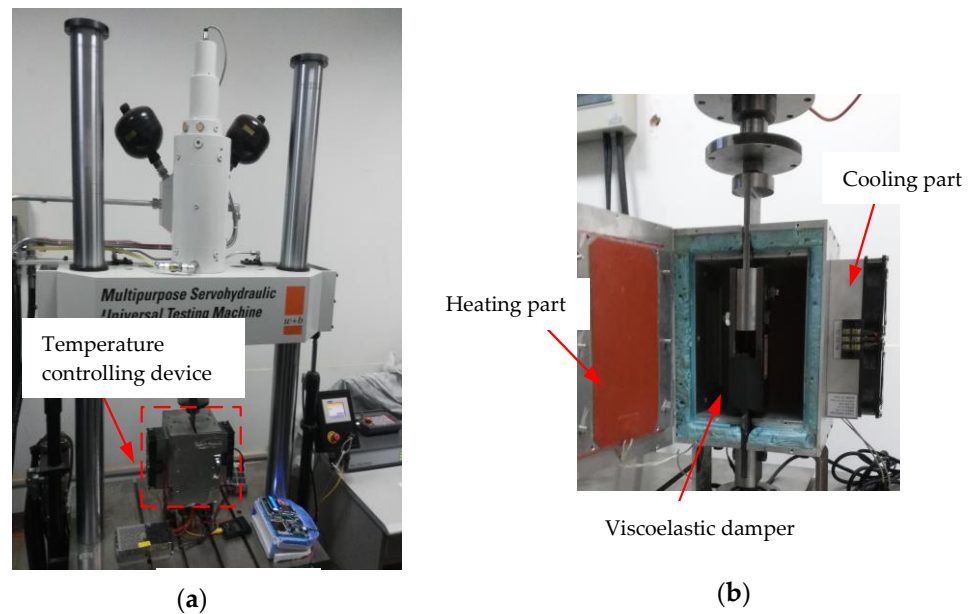 Multipurpose Servohydraulic
Universal Testing Machine
w+b
Temperature
controlling device
(a)
Cooling part
Heating part
Viscoelastic damper
(b)